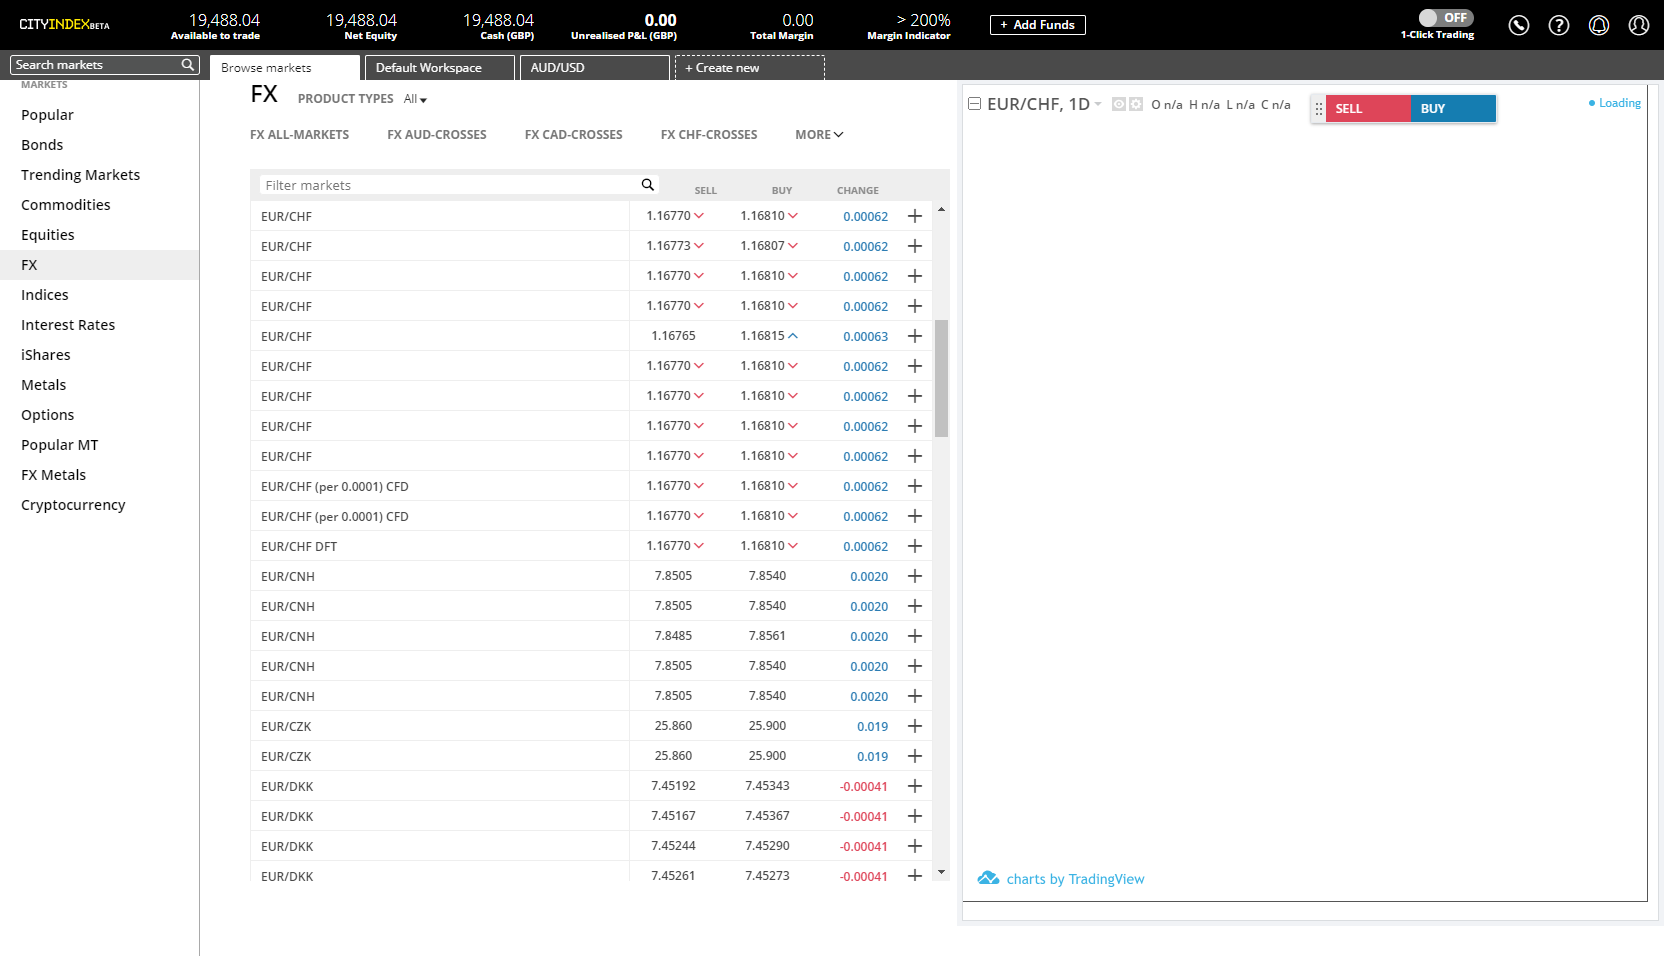 CITYINDEXBETA
19,488.04
Available to trade
19,488.04
Net Equity
19,488.04
Cash (GBP)
0.00
Unrealised P&L (GBP)
0.00
Total Margin
> 200%
Margin Indicator
+ Add Funds
OFF
1-Click Trading
Search markets
Browse markets
Default Workspace
AUD/USD
+ Create new
MARKETS
Popular
Bonds
Trending Markets
Commodities
Equities
FX
Indices
Interest Rates
iShares
Metals
Options
Popular MT
FX Metals
Cryptocurrency
FX PRODUCT TYPES All
FX ALL-MARKETS FX AUD-CROSSES FX CAD-CROSSES FX CHF-CROSSES MORE
Filter markets SELL BUY CHANGE
EUR/CHF 1.16770 1.16810 0.00062 +
EUR/CHF 1.16773 1.16807 0.00062 +
EUR/CHF 1.16770 1.16810 0.00062 +
EUR/CHF 1.16770 1.16810 0.00062 +
EUR/CHF 1.16765 1.16815 0.00063 +
EUR/CHF 1.16770 1.16810 0.00062 +
EUR/CHF 1.16770 1.16810 0.00062 +
EUR/CHF 1.16770 1.16810 0.00062 +
EUR/CHF 1.16770 1.16810 0.00062 +
EUR/CHF (per 0.0001) CFD 1.16770 1.16810 0.00062 +
EUR/CHF (per 0.0001) CFD 1.16770 1.16810 0.00062 +
EUR/CHF DFT 1.16770 1.16810 0.00062 +
EUR/CNH 7.8505 7.8540 0.0020 +
EUR/CNH 7.8505 7.8540 0.0020 +
EUR/CNH 7.8485 7.8561 0.0020 +
EUR/CNH 7.8505 7.8540 0.0020 +
EUR/CNH 7.8505 7.8540 0.0020 +
EUR/CZK 25.860 25.900 0.019 +
EUR/CZK 25.860 25.900 0.019 +
EUR/DKK 7.45192 7.45343 -0.00041 +
EUR/DKK 7.45167 7.45367 -0.00041 +
EUR/DKK 7.45244 7.45290 -0.00041 +
EUR/DKK 7.45261 7.45273 -0.00041 +
EUR/CHF, 1D O n/a H n/a L n/a C n/a SELL BUY Loading
charts by TradingView